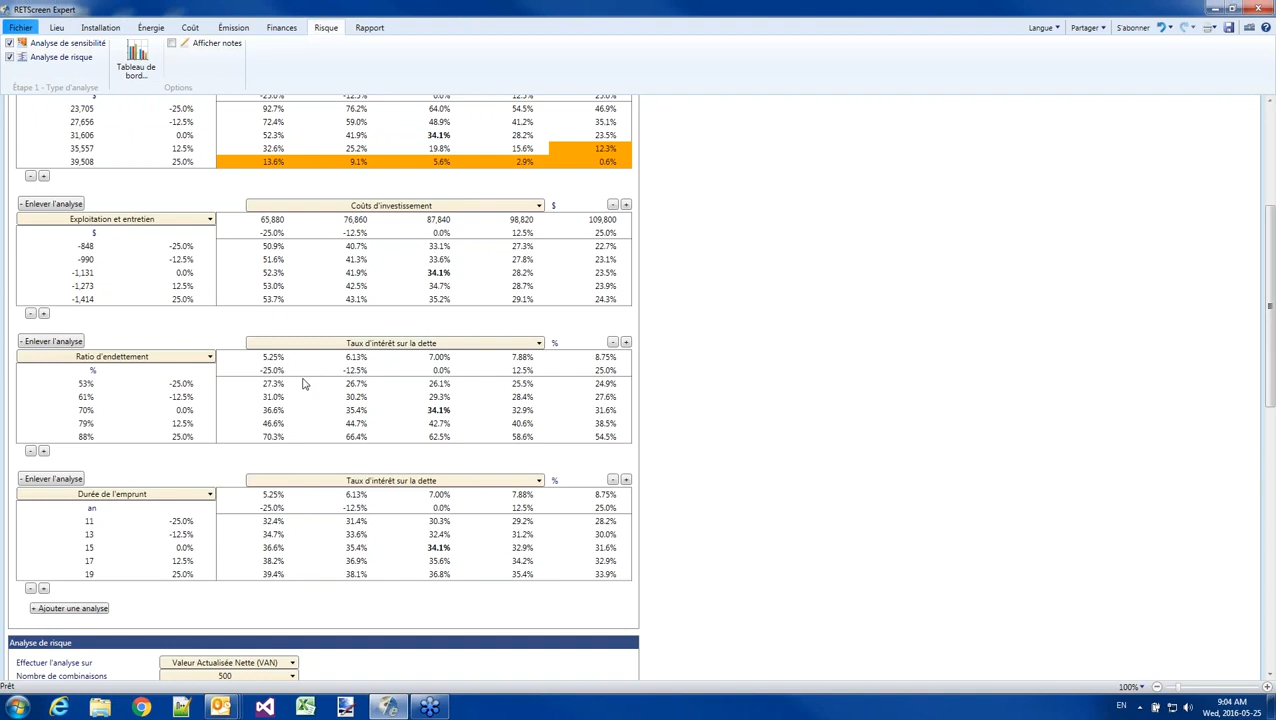 RETScreen Expert
Fichier Lieu Installation Énergie Coût Émission Finances Risque Rapport Langue Partager S'abonner
Analyse de sensibilité
Analyse de risque
Tableau de bord...
Afficher notes
Étape 1 - Type d'analyse Options
$ -25.0% -12.5% 0.0% 12.5% 25.0%
23,705 -25.0% 92.7% 76.2% 64.0% 54.5% 46.9%
27,656 -12.5% 72.4% 59.0% 48.9% 41.2% 35.1%
31,606 0.0% 52.3% 41.9% 34.1% 28.2% 23.5%
35,557 12.5% 32.6% 25.2% 19.8% 15.6% 12.3%
39,508 25.0% 13.6% 9.1% 5.6% 2.9% 0.6%
- +
- Enlever l'analyse Coûts d'investissement $ - +
Exploitation et entretien 65,880 76,860 87,840 98,820 109,800
$ -25.0% -12.5% 0.0% 12.5% 25.0%
-848 -25.0% 50.9% 40.7% 33.1% 27.3% 22.7%
-990 -12.5% 51.6% 41.3% 33.6% 27.8% 23.1%
-1,131 0.0% 52.3% 41.9% 34.1% 28.2% 23.5%
-1,273 12.5% 53.0% 42.5% 34.7% 28.7% 23.9%
-1,414 25.0% 53.7% 43.1% 35.2% 29.1% 24.3%
- +
- Enlever l'analyse Taux d'intérêt sur la dette % - +
Ratio d'endettement 5.25% 6.13% 7.00% 7.88% 8.75%
% -25.0% -12.5% 0.0% 12.5% 25.0%
53% -25.0% 27.3% 26.7% 26.1% 25.5% 24.9%
61% -12.5% 31.0% 30.2% 29.3% 28.4% 27.6%
70% 0.0% 36.6% 35.4% 34.1% 32.9% 31.6%
79% 12.5% 46.6% 44.7% 42.7% 40.6% 38.5%
88% 25.0% 70.3% 66.4% 62.5% 58.6% 54.5%
- +
- Enlever l'analyse Taux d'intérêt sur la dette % - +
Durée de l'emprunt 5.25% 6.13% 7.00% 7.88% 8.75%
an -25.0% -12.5% 0.0% 12.5% 25.0%
11 -25.0% 32.4% 31.4% 30.3% 29.2% 28.2%
13 -12.5% 34.7% 33.6% 32.4% 31.2% 30.0%
15 0.0% 36.6% 35.4% 34.1% 32.9% 31.6%
17 12.5% 38.2% 36.9% 35.6% 34.2% 32.9%
19 25.0% 39.4% 38.1% 36.8% 35.4% 33.9%
- +
+ Ajouter une analyse
Analyse de risque
Effectuer l'analyse sur Valeur Actualisée Nette (VAN)
Nombre de combinaisons 500
Prêt 100%
EN 9:04 AM
Wed, 2016-05-25